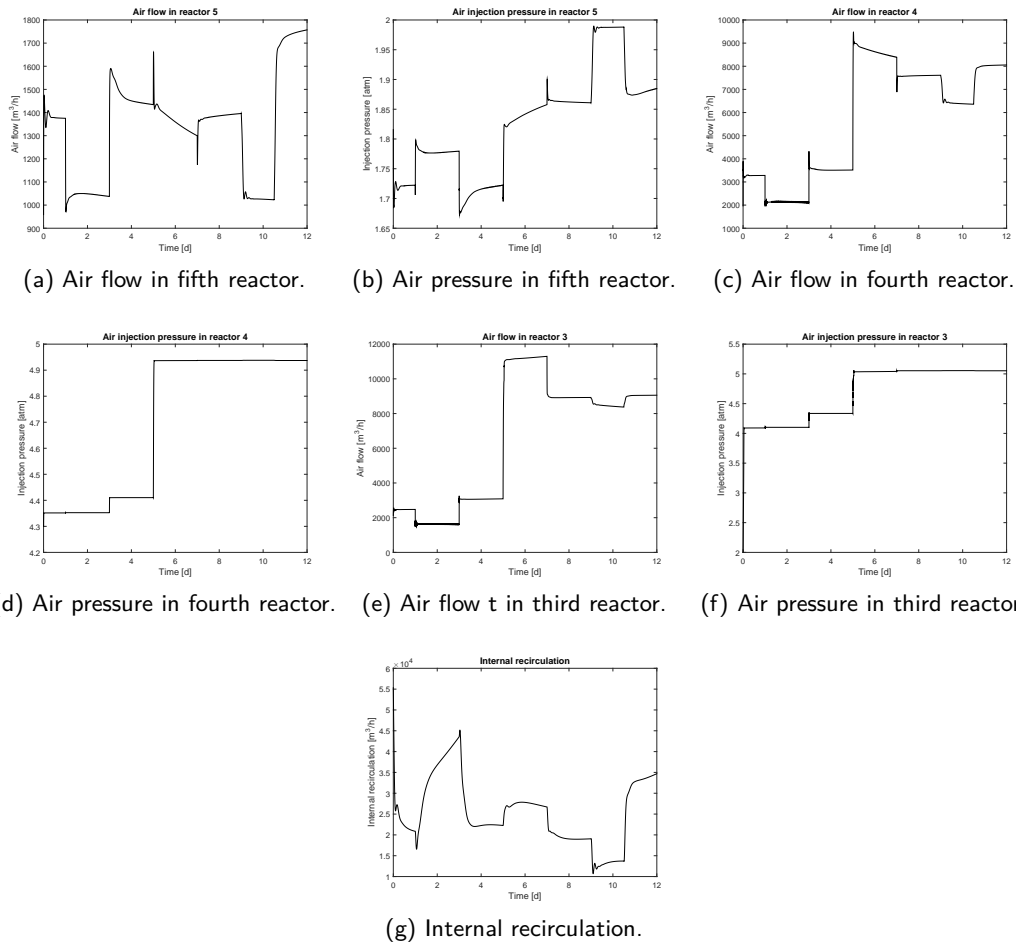 Air flow in reactor 5
Air flow [m³/h]
1800
1700
1600
1500
1400
1300
1200
1100
1000
900
0 2 4 6 8 10 12
Time [d]
(a) Air flow in fifth reactor.
Air injection pressure in reactor 5
Injection pressure [atm]
2
1.95
1.9
1.85
1.8
1.75
1.7
1.65
0 2 4 6 8 10 12
Time [d]
(b) Air pressure in fifth reactor.
Air flow in reactor 4
Air flow [m³/h]
10000
9000
8000
7000
6000
5000
4000
3000
2000
1000
0 2 4 6 8 10 12
Time [d]
(c) Air flow in fourth reactor.
Air injection pressure in reactor 4
Injection pressure [atm]
5
4.9
4.8
4.7
4.6
4.5
4.4
4.3
4.2
0 2 4 6 8 10 12
Time [d]
d) Air pressure in fourth reactor.
Air flow in reactor 3
Air flow [m³/h]
12000
10000
8000
6000
4000
2000
0
0 2 4 6 8 10 12
Time [d]
(e) Air flow t in third reactor.
Air injection pressure in reactor 3
Injection pressure [atm]
5.5
5
4.5
4
3.5
3
2.5
2
0 2 4 6 8 10 12
Time [d]
(f) Air pressure in third reactor
Internal recirculation
×10⁴
Internal recirculation [m³/h]
6
5.5
5
4.5
4
3.5
3
2.5
2
1.5
1
0 2 4 6 8 10 12
Time [d]
(g) Internal recirculation.